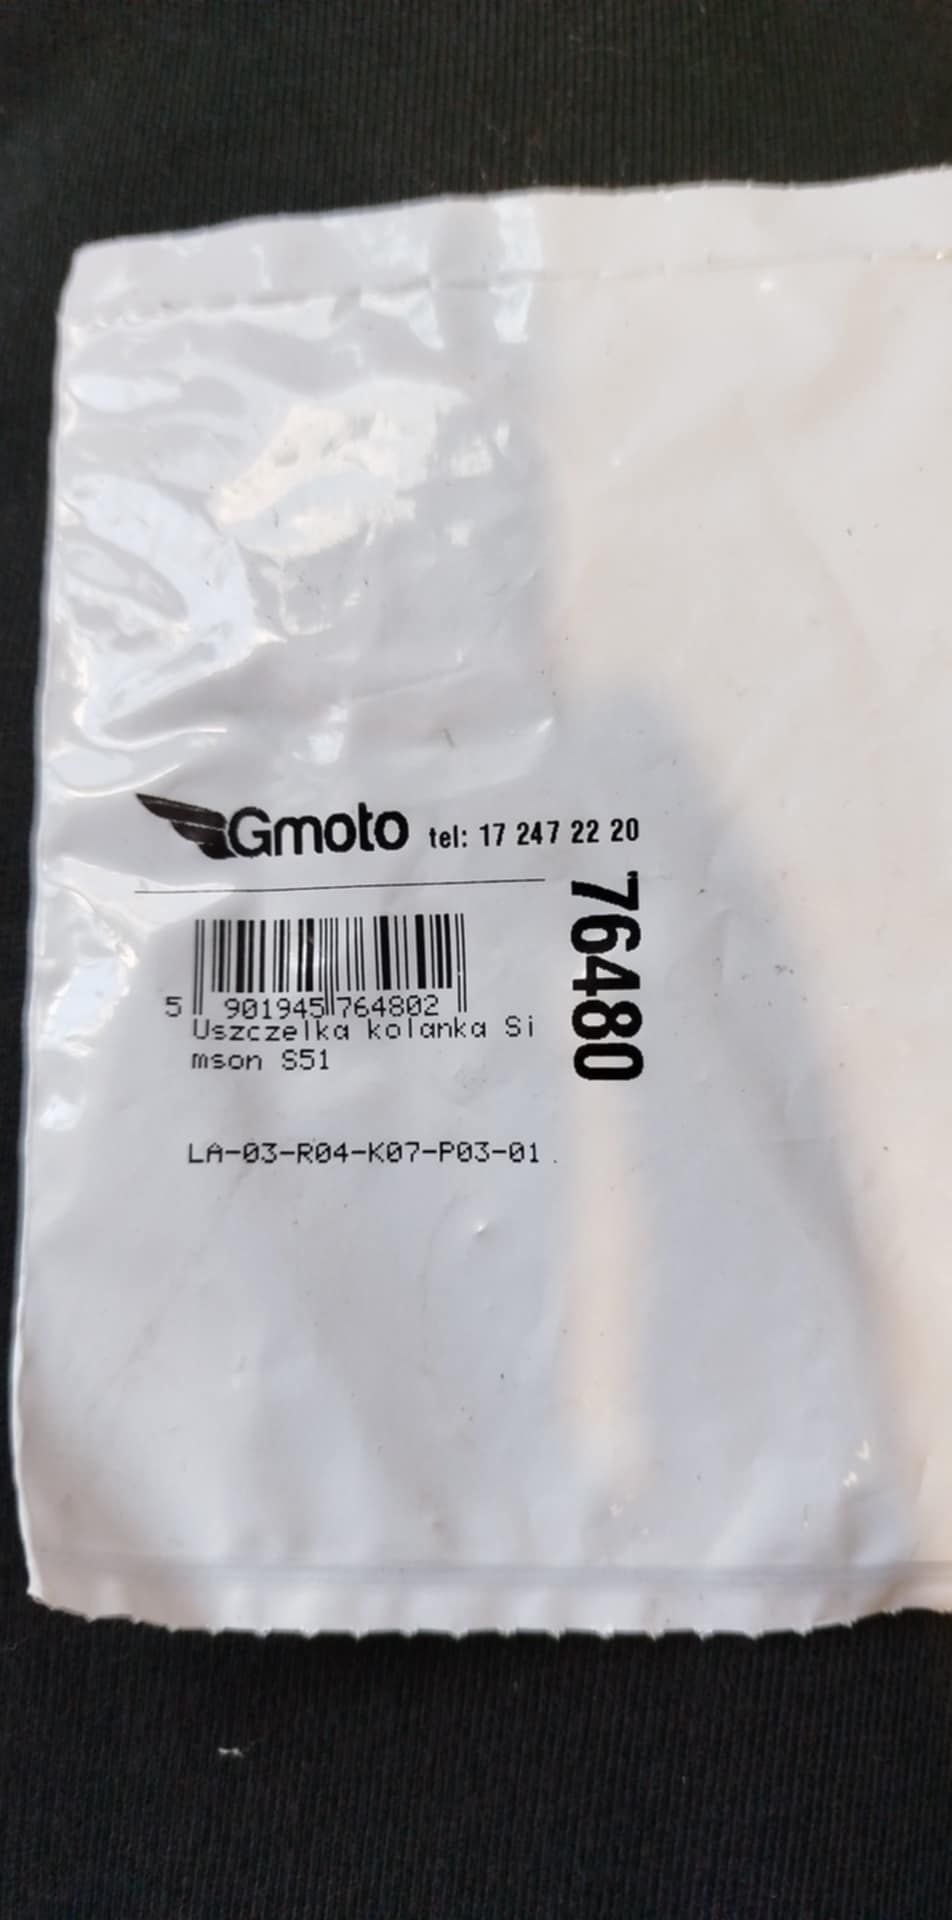 Gmoto tel: 17 247 22 20
76480
5 901945 764802
Uszczelka kolanka Si
mson S51
LA-03-R04-K07-P03-01.